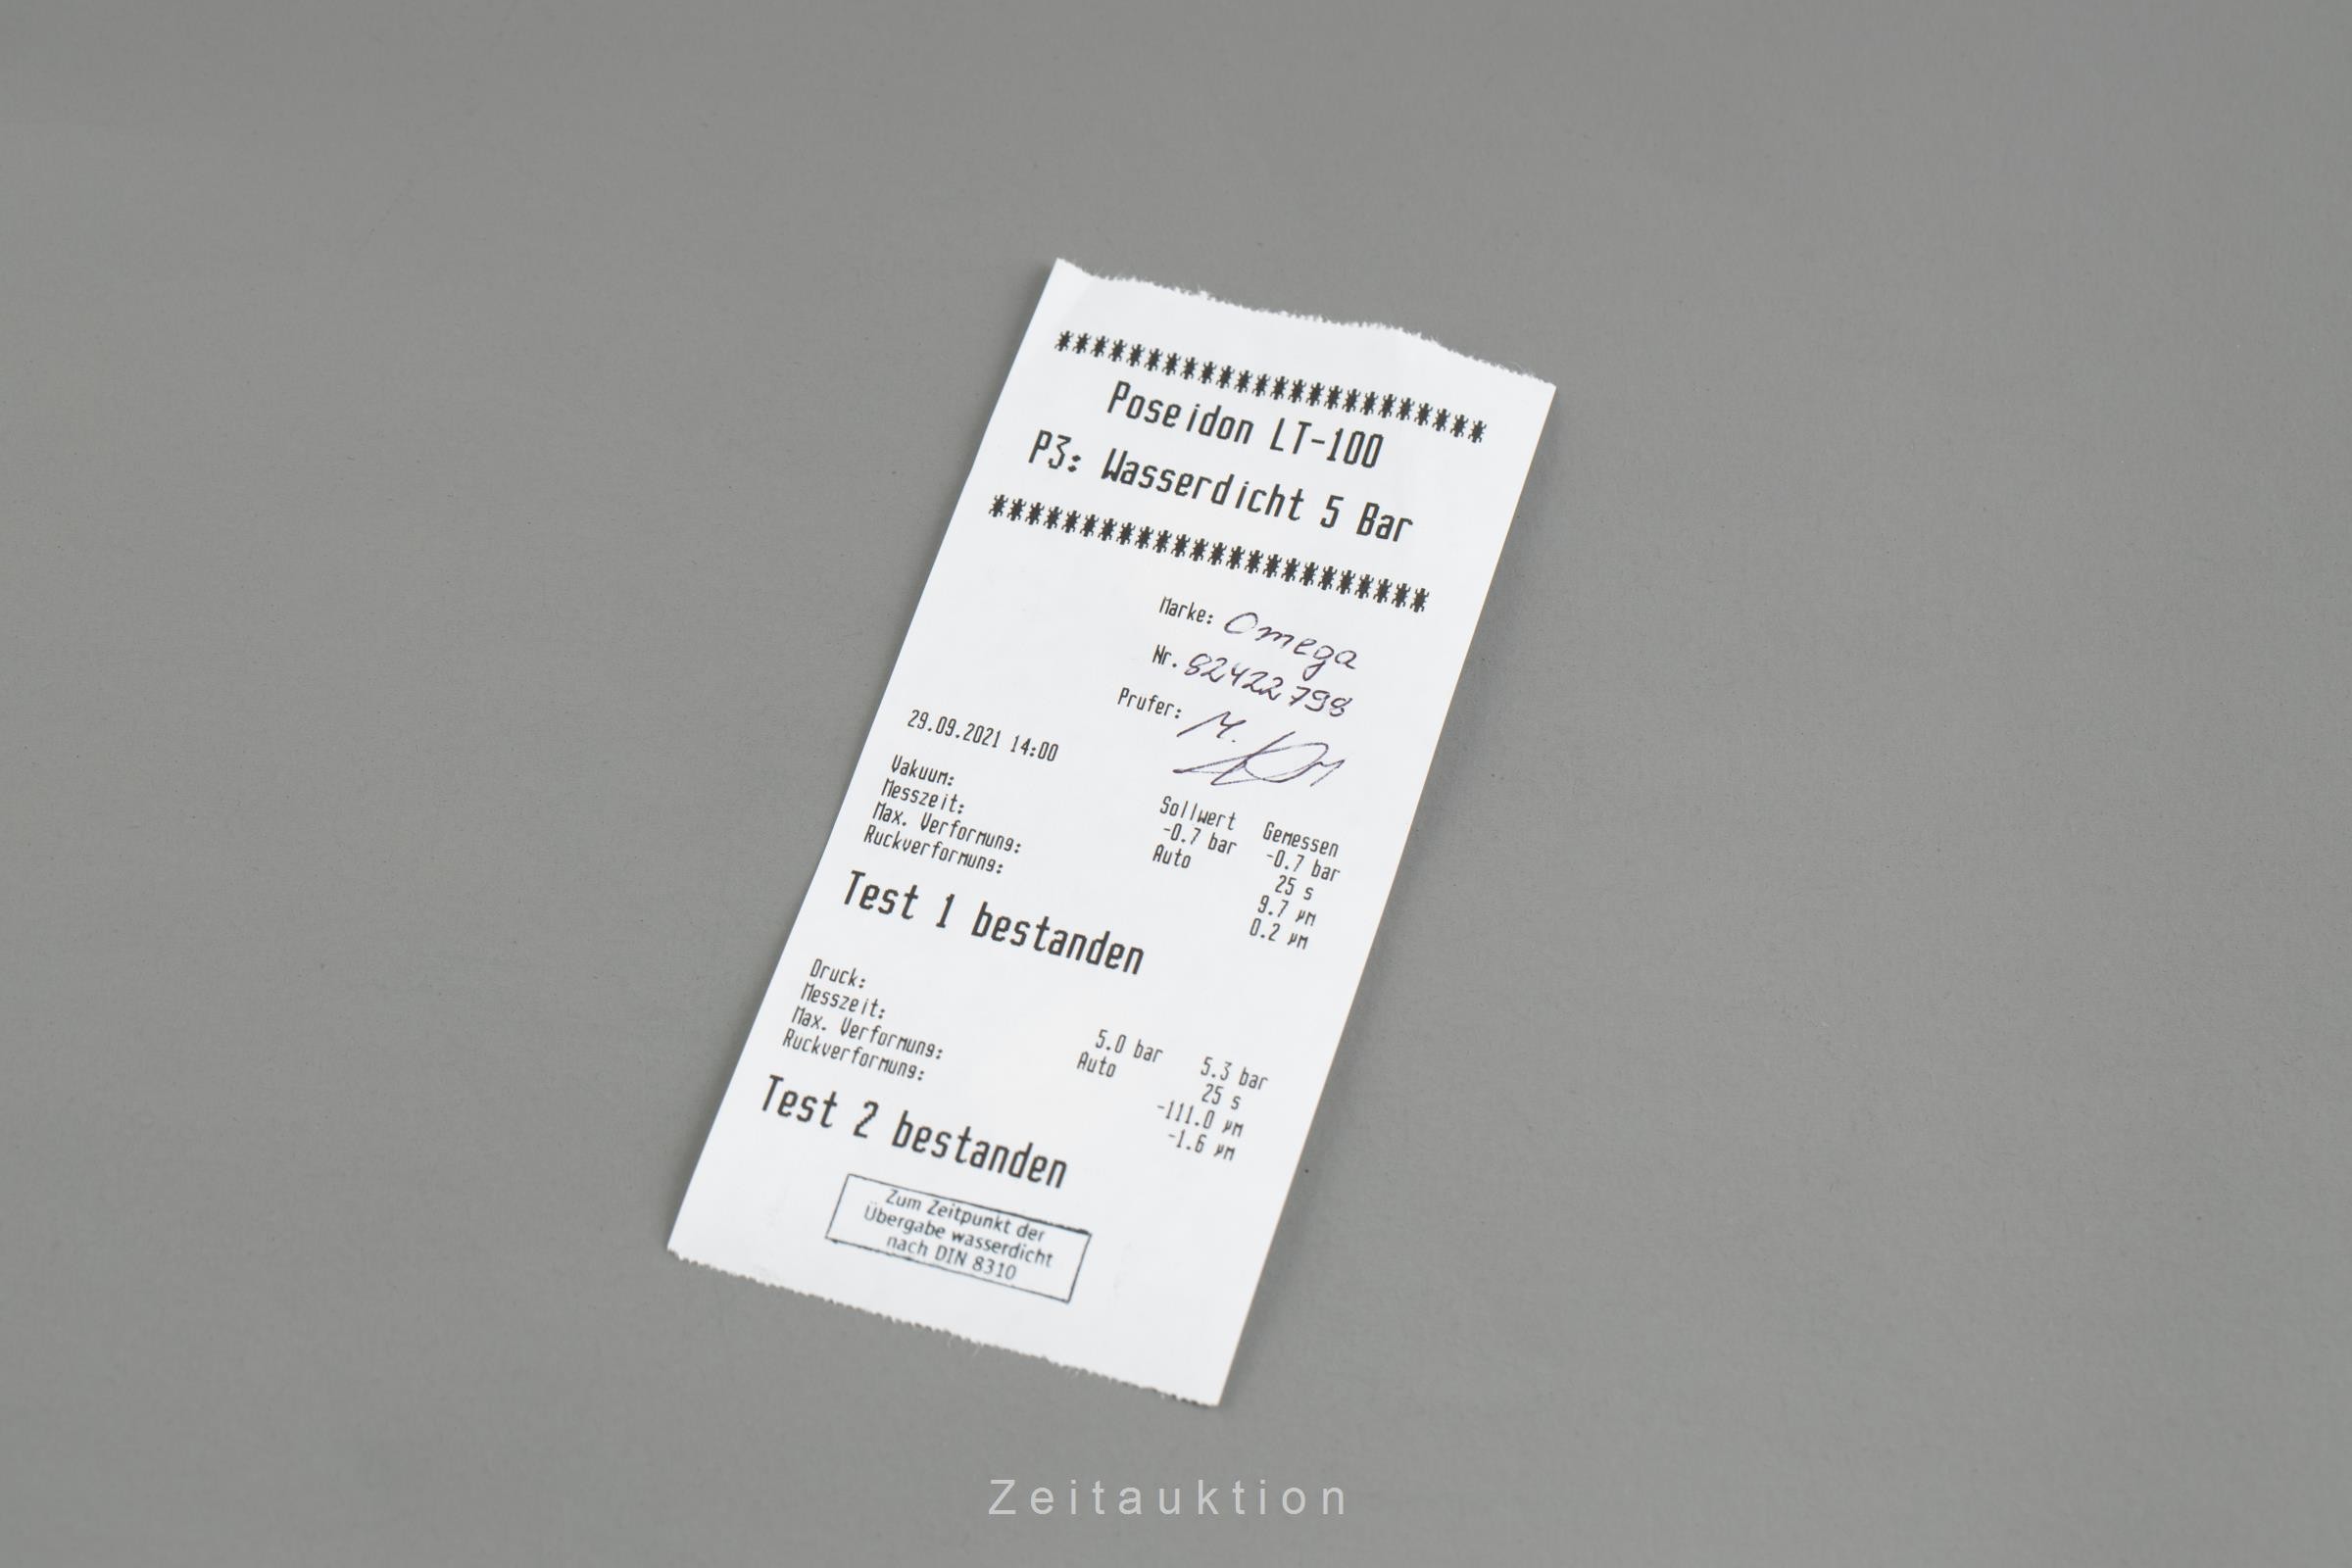 ************************
Poseidon LT-100
P3: Wasserdicht 5 Bar
************************
Marke: Omega
Nr. 82422798
Prufer: M.
29.09.2021 14:00
Sollwert Gemessen
Vakuum: -0.7 bar -0.7 bar
Messzeit: Auto 25 s
Max. Verformung: 9.7 µm
Ruckverformung: 0.2 µm
Test 1 bestanden
Druck: 5.0 bar 5.3 bar
Messzeit: Auto 25 s
Max. Verformung: -111.0 µm
Ruckverformung: -1.6 µm
Test 2 bestanden
Zum Zeitpunkt der
Übergabe wasserdicht
nach DIN 8310
Zeitauktion